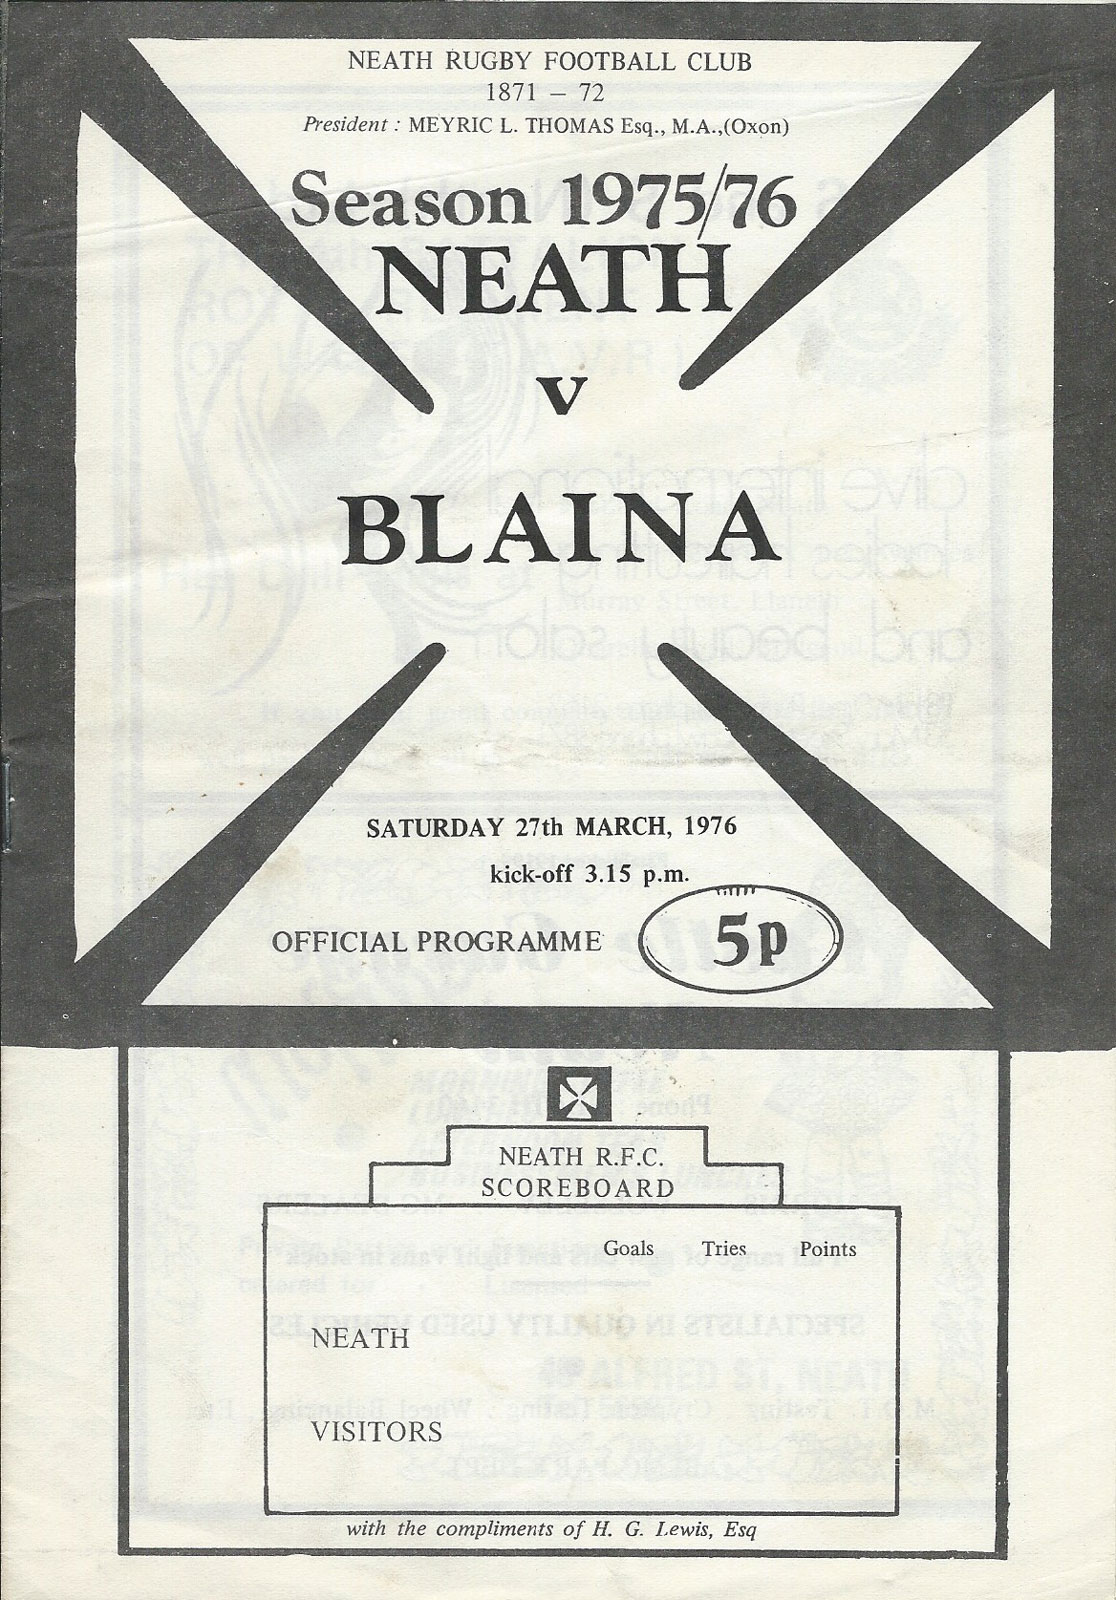 NEATH RUGBY FOOTBALL CLUB
1871 – 72
President : MEYRIC L. THOMAS Esq., M.A.,(Oxon)
Season 1975/76
NEATH
v
BLAINA
SATURDAY 27th MARCH, 1976
kick-off 3.15 p.m.
OFFICIAL PROGRAMME 5p
NEATH R.F.C.
SCOREBOARD
Goals Tries Points
NEATH
VISITORS
with the compliments of H. G. Lewis, Esq